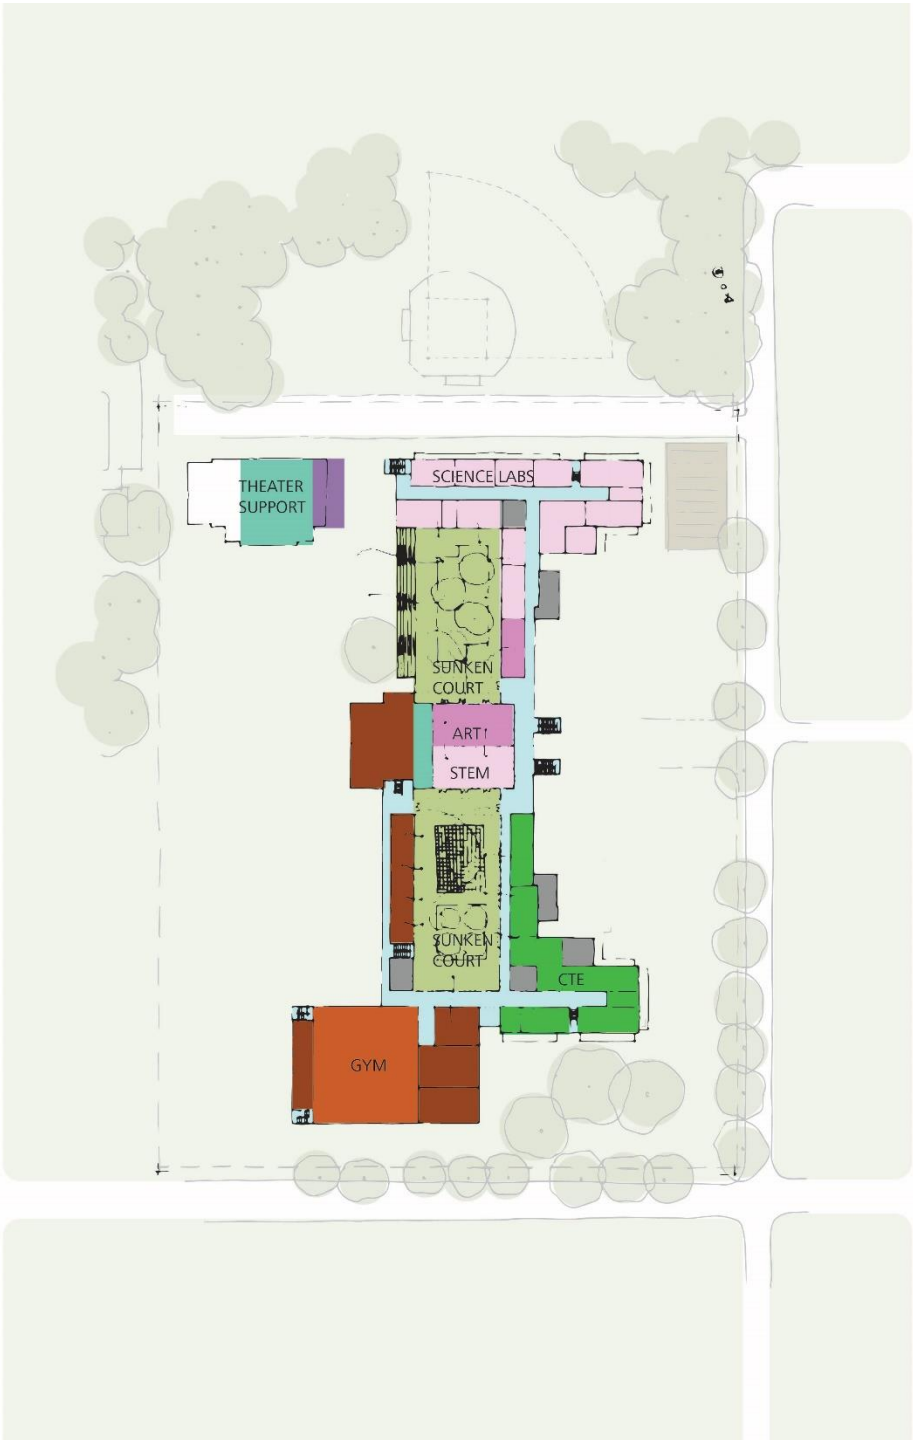 SCIENCE LABS
THEATER
SUPPORT
SUNKEN
COURT
ART
STEM
SUNKEN
COURT
CTE
GYM